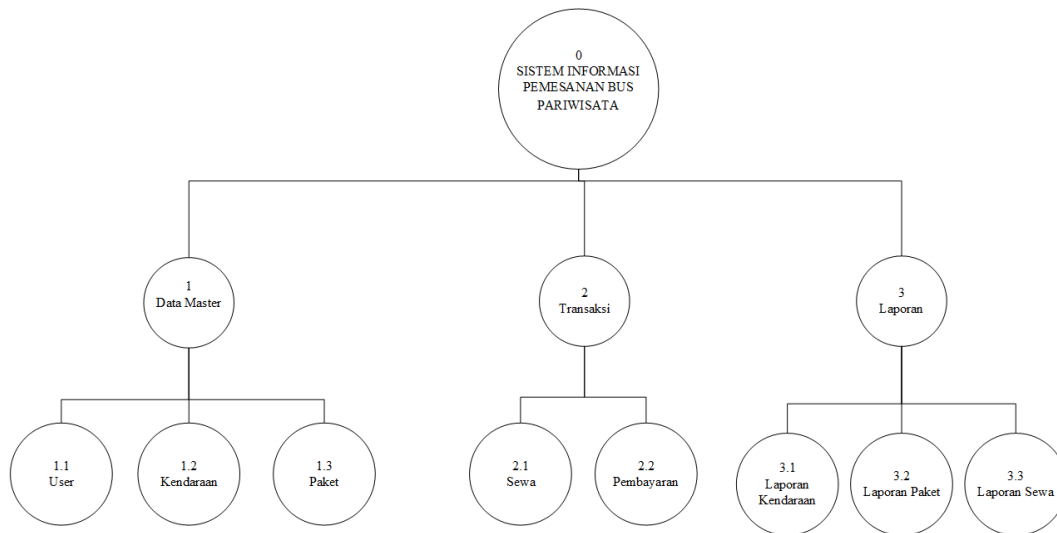 0
SISTEM INFORMASI
PEMESANAN BUS
PARIWISATA
1
Data Master
2
Transaksi
3
Laporan
1.1
User
1.2
Kendaraan
1.3
Paket
2.1
Sewa
2.2
Pembayaran
3.1
Laporan
Kendaraan
3.2
Laporan Paket
3.3
Laporan Sewa